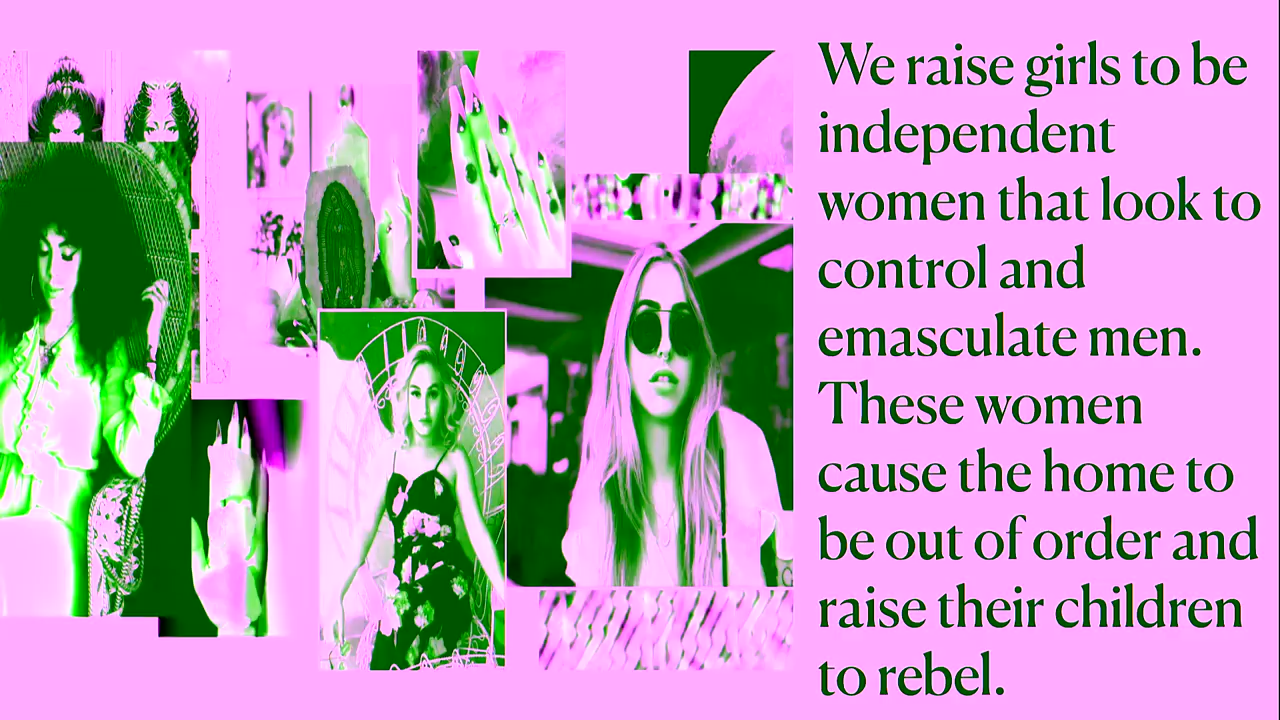 We raise girls to be
independent
women that look to
control and
emasculate men.
These women
cause the home to
be out of order and
raise their children
to rebel.